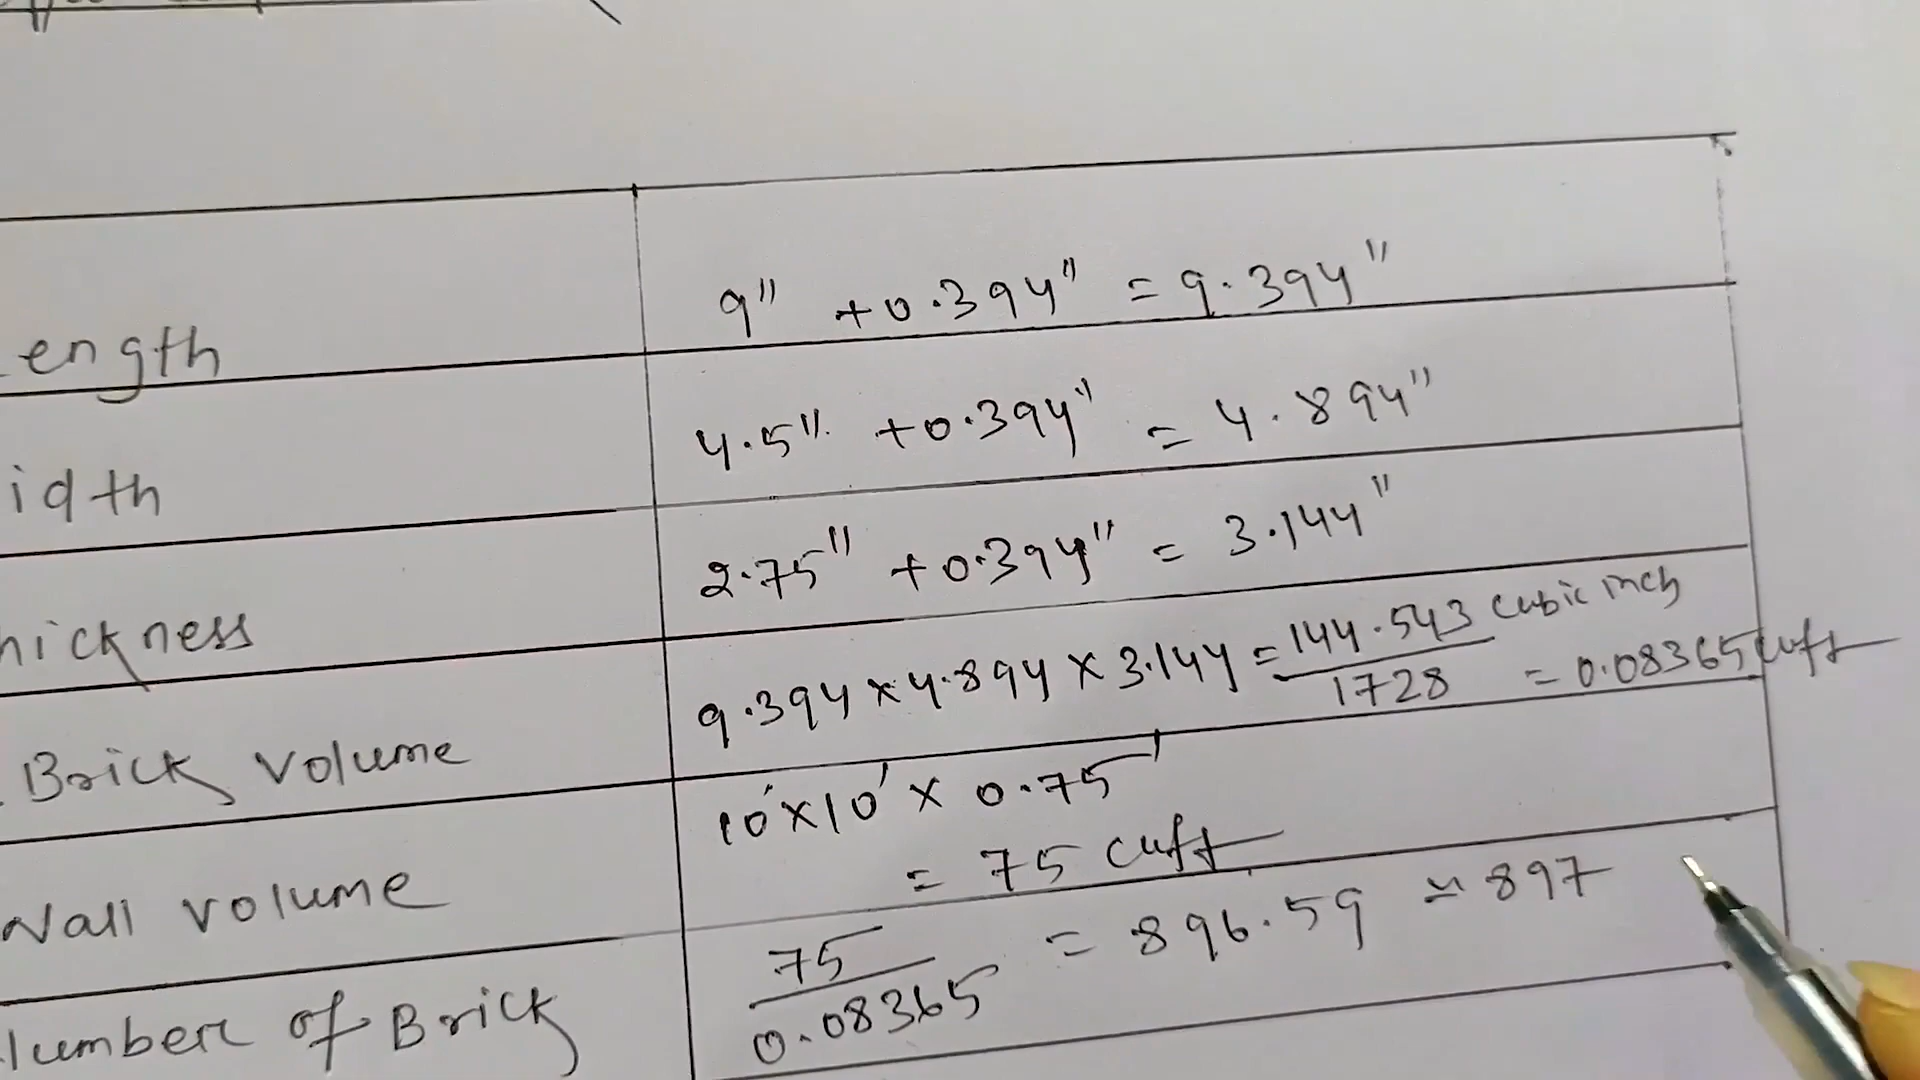 ength
9" + 0.394" = 9.394"
idth
4.5" + 0.394" = 4.894"
hickness
2.75" + 0.394" = 3.144"
Brick volume
9.394 x 4.894 x 3.144 = 144.543 cubic inch
1728 = 0.08365 cuft
Wall volume
10' x 10' x 0.75'
= 75 cuft
Number of Brick
75
0.08365 = 896.59 ≃ 897